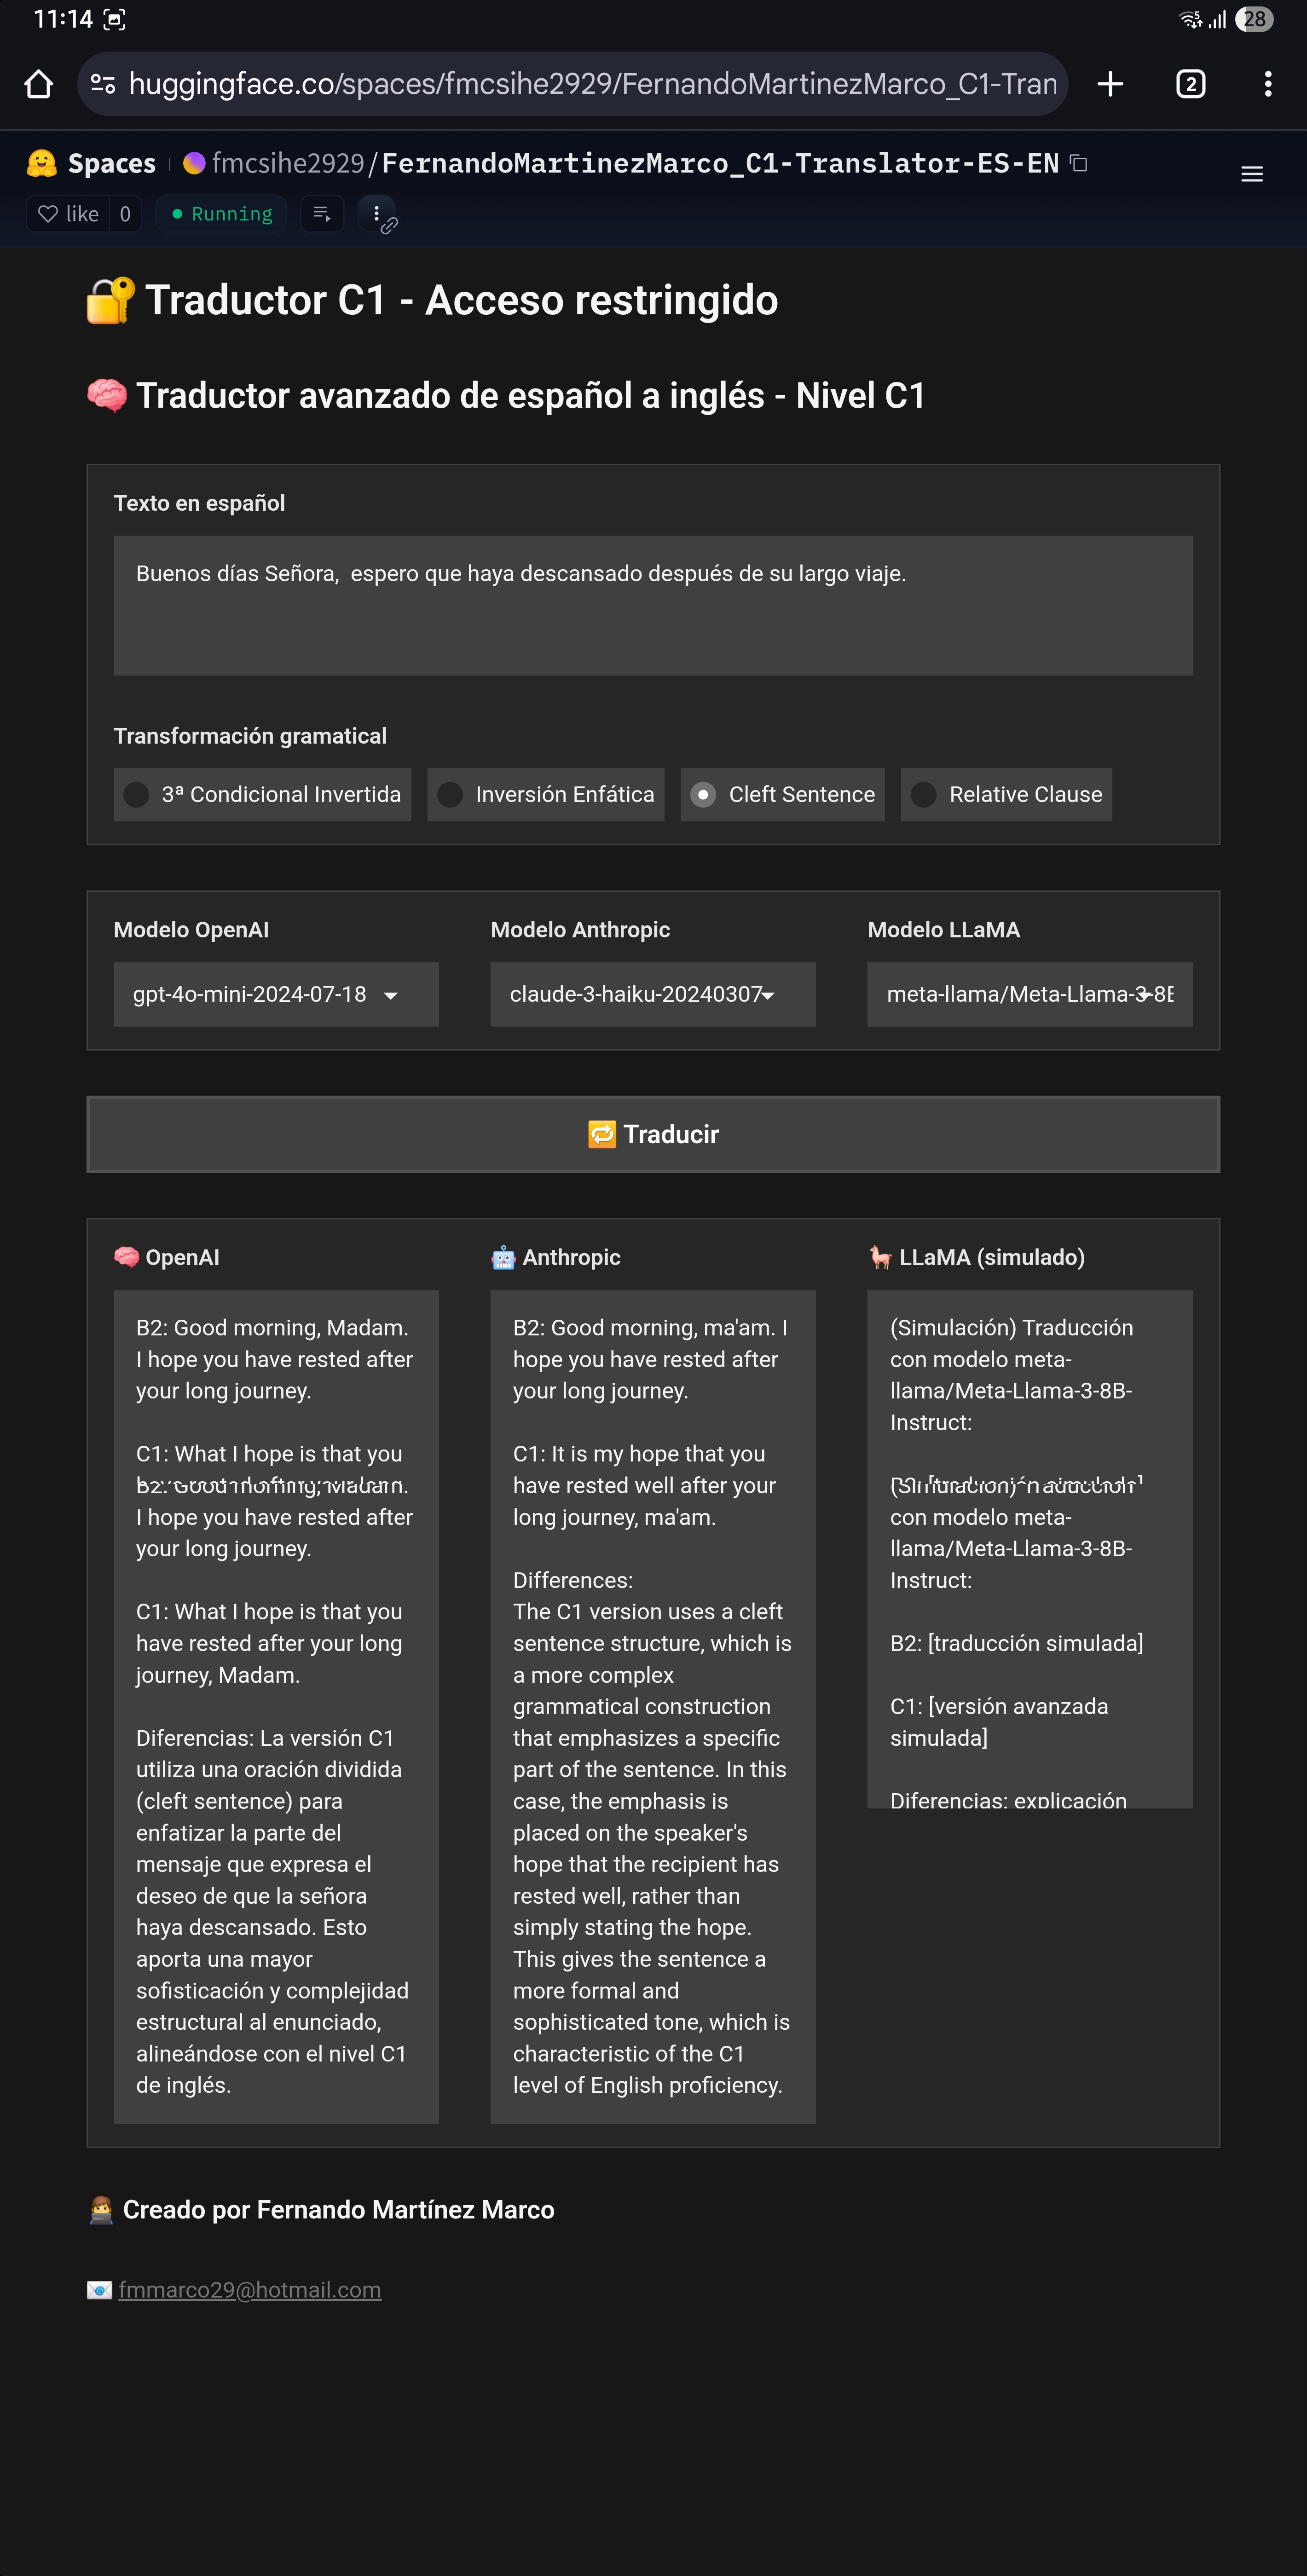 11:14
28
huggingface.co/spaces/fmcsihe2929/FernandoMartinezMarco_C1-Tran
2
Spaces
fmcsihe2929/FernandoMartinezMarco_C1-Translator-ES-EN
like 0
Running
Traductor C1 - Acceso restringido
Traductor avanzado de español a inglés - Nivel C1
Texto en español
Buenos días Señora,  espero que haya descansado después de su largo viaje.
Transformación gramatical
3ª Condicional Invertida
Inversión Enfática
Cleft Sentence
Relative Clause
Modelo OpenAI
Modelo Anthropic
Modelo LLaMA
gpt-4o-mini-2024-07-18
claude-3-haiku-20240307
meta-llama/Meta-Llama-3-8B
Traducir
OpenAI
B2: Good morning, Madam.
I hope you have rested after
your long journey.
C1: What I hope is that you
I hope you have rested after
your long journey.
C1: What I hope is that you
have rested after your long
journey, Madam.
Diferencias: La versión C1
utiliza una oración dividida
(cleft sentence) para
enfatizar la parte del
mensaje que expresa el
deseo de que la señora
haya descansado. Esto
aporta una mayor
sofisticación y complejidad
estructural al enunciado,
alineándose con el nivel C1
de inglés.
Anthropic
B2: Good morning, ma'am. I
hope you have rested after
your long journey.
C1: It is my hope that you
have rested well after your
long journey, ma'am.
Differences:
The C1 version uses a cleft
sentence structure, which is
a more complex
grammatical construction
that emphasizes a specific
part of the sentence. In this
case, the emphasis is
placed on the speaker's
hope that the recipient has
rested well, rather than
simply stating the hope.
This gives the sentence a
more formal and
sophisticated tone, which is
characteristic of the C1
level of English proficiency.
LLaMA (simulado)
(Simulación) Traducción
con modelo meta-
llama/Meta-Llama-3-8B-
Instruct:
con modelo meta-
llama/Meta-Llama-3-8B-
Instruct:
B2: [traducción simulada]
C1: [versión avanzada
simulada]
Diferencias: explicación
Creado por Fernando Martínez Marco
fmmarco29@hotmail.com